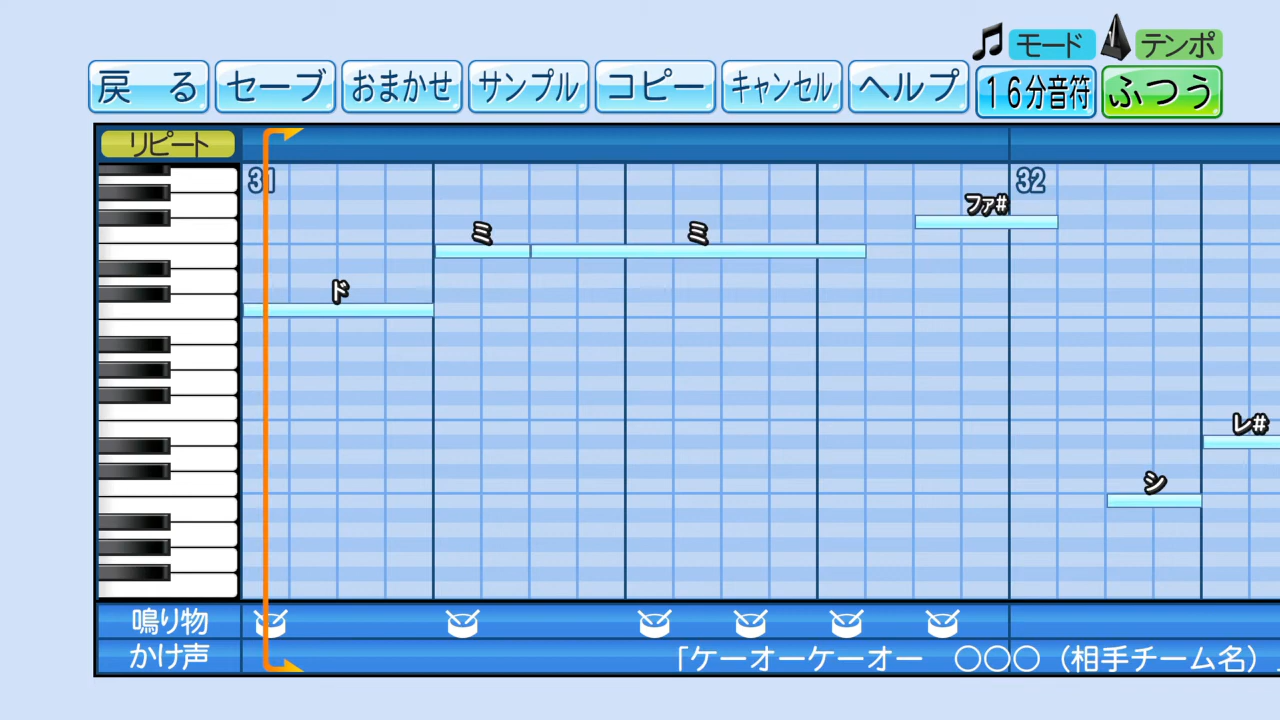 モード テンポ
戻 る セーブ おまかせ サンプル コピー キャンセル ヘルプ 16分音符 ふつう
リピート
31 32
ファ#
ミ ミ
ド
レ#
シ
鳴り物
かけ声 「ケーオーケーオー ○○○（相手チーム名）